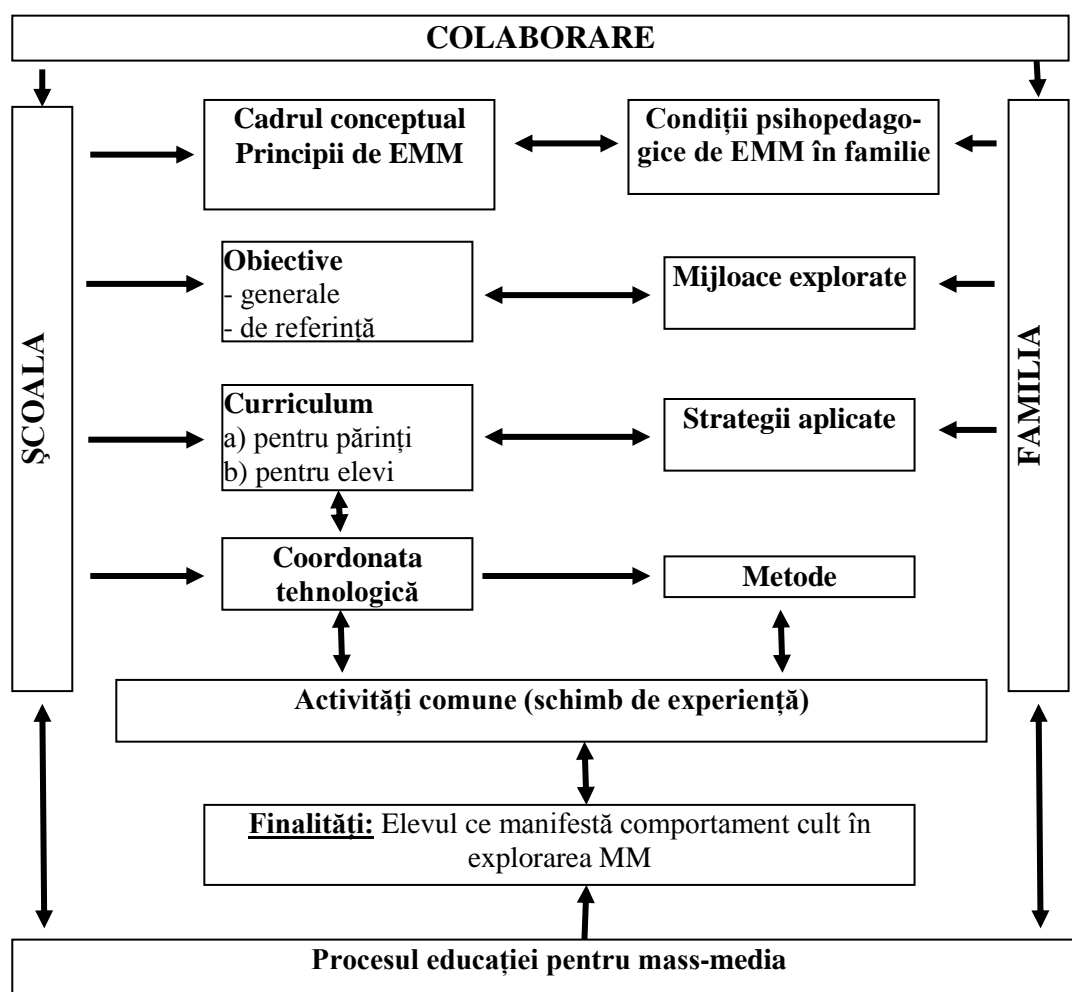 COLABORARE
ŞCOALA
Cadrul conceptual
Principii de EMM
Condiții psihopedago-
gice de EMM în familie
FAMILIA
Obiective
- generale
- de referință
Mijloace explorate
Curriculum
a) pentru părinți
b) pentru elevi
Strategii aplicate
Coordonata
tehnologică
Metode
Activități comune (schimb de experiență)
Finalități: Elevul ce manifestă comportament cult în
explorarea MM
Procesul educației pentru mass-media